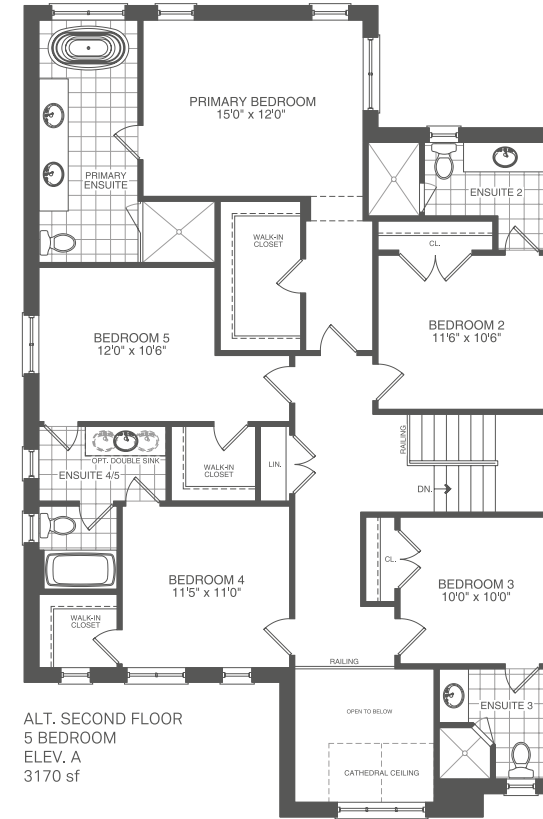 PRIMARY BEDROOM
15'0" x 12'0"
PRIMARY
ENSUITE
ENSUITE 2
WALK-IN
CLOSET
CL.
BEDROOM 2
11'6" x 10'6"
BEDROOM 5
12'0" x 10'6"
RAILING
OPT. DOUBLE SINK
ENSUITE 4/5
WALK-IN
CLOSET
LIN.
DN.
CL.
BEDROOM 4
11'5" x 11'0"
BEDROOM 3
10'0" x 10'0"
WALK-IN
CLOSET
RAILING
ENSUITE 3
OPEN TO BELOW
CATHEDRAL CEILING
ALT. SECOND FLOOR
5 BEDROOM
ELEV. A
3170 sf